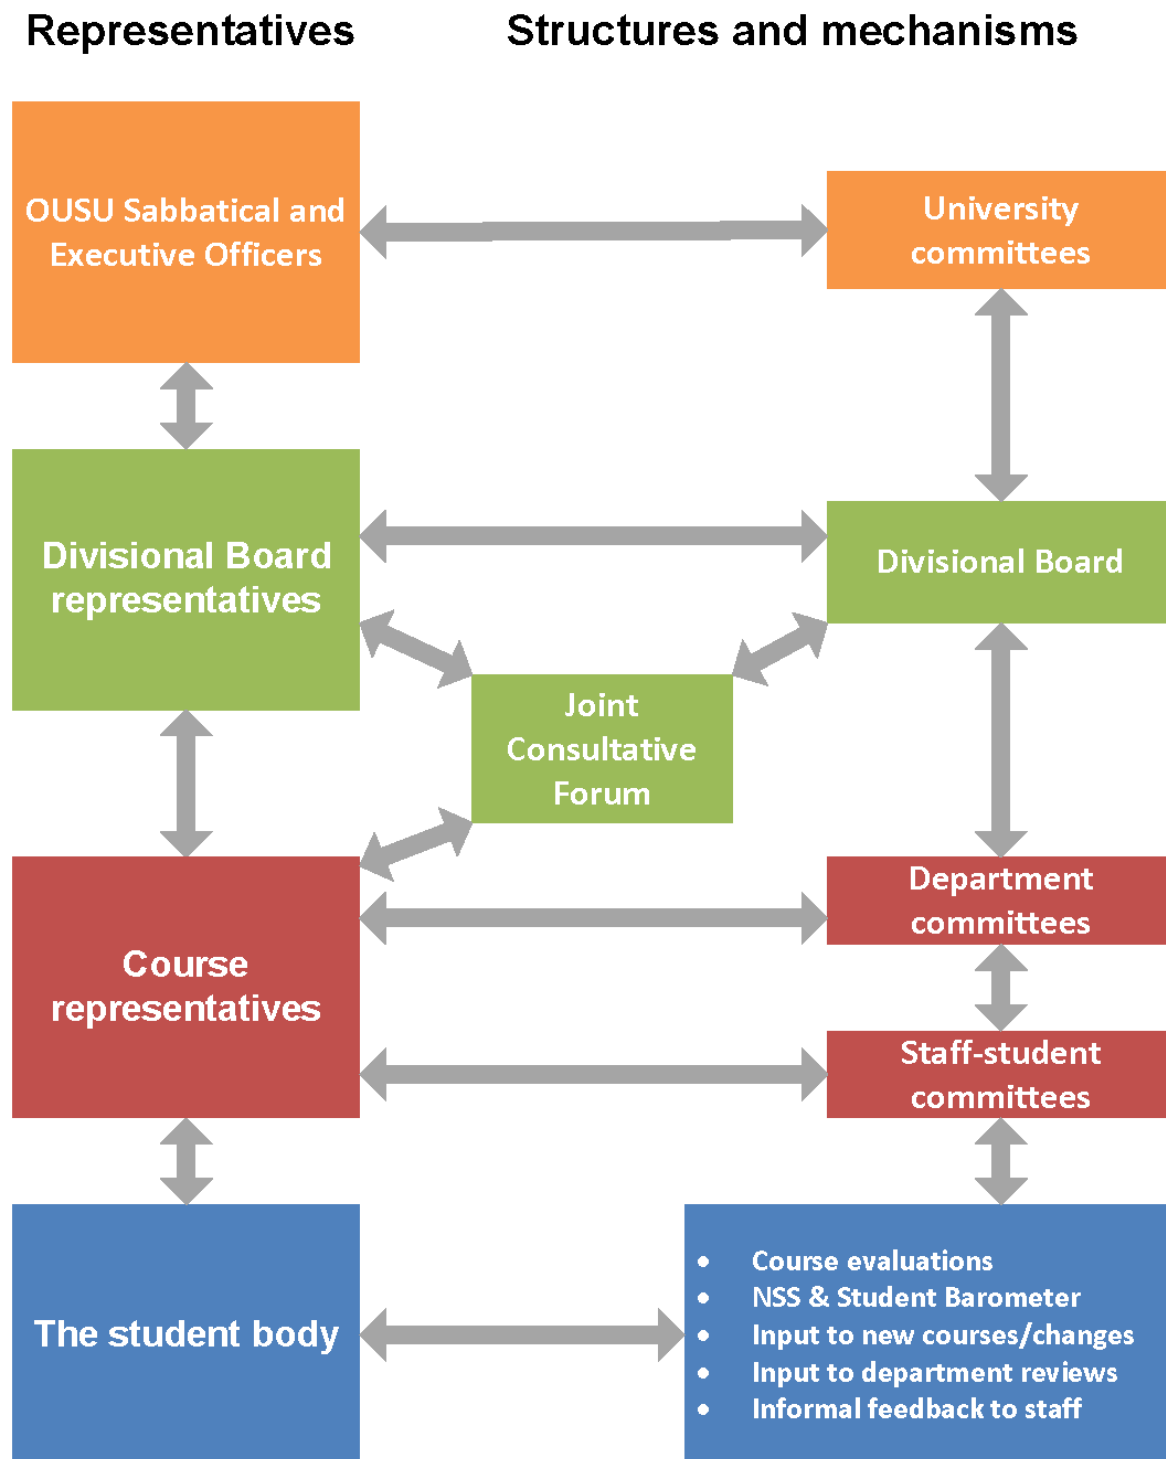 Representatives
Structures and mechanisms
OUSU Sabbatical and
Executive Officers
University
committees
Divisional Board
representatives
Divisional Board
Joint
Consultative
Forum
Course
representatives
Department
committees
Staff-student
committees
The student body
• Course evaluations
• NSS & Student Barometer
• Input to new courses/changes
• Input to department reviews
• Informal feedback to staff